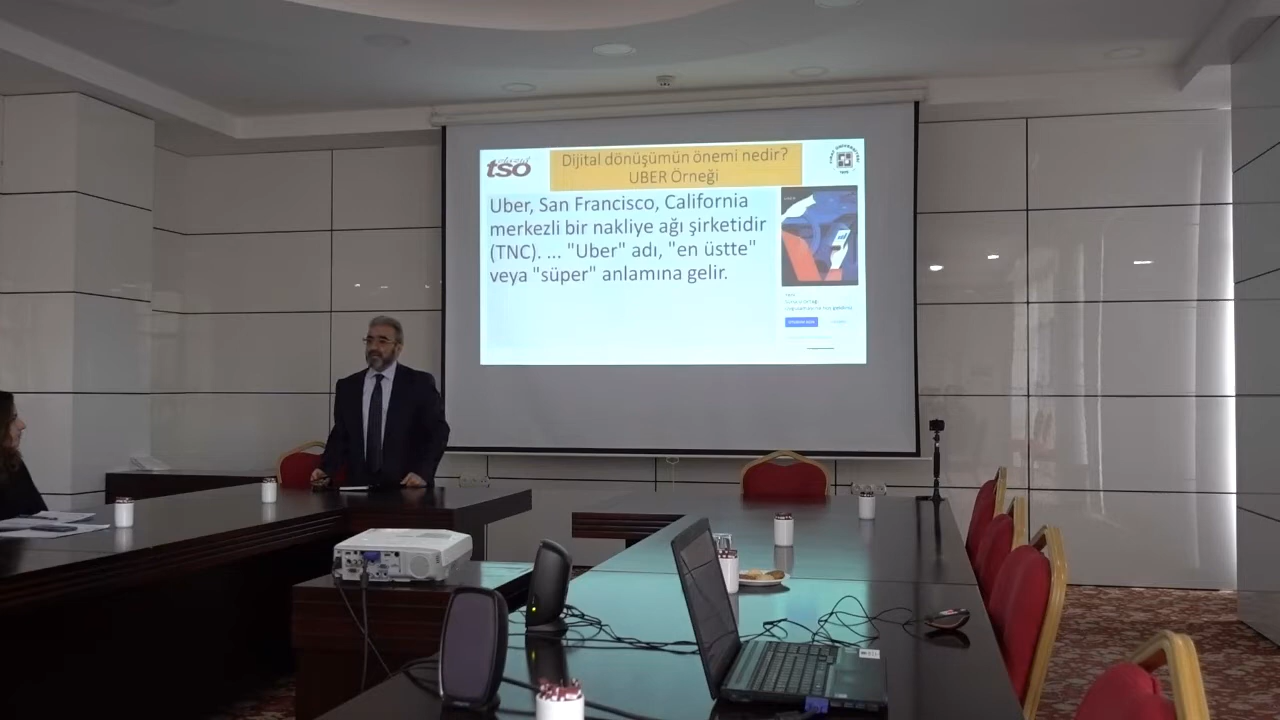 tso
Dijital dönüşümün önemi nedir?
UBER Örneği
Uber, San Francisco, California
merkezli bir nakliye ağı şirketidir
(TNC). ... "Uber" adı, "en üstte"
veya "süper" anlamına gelir.